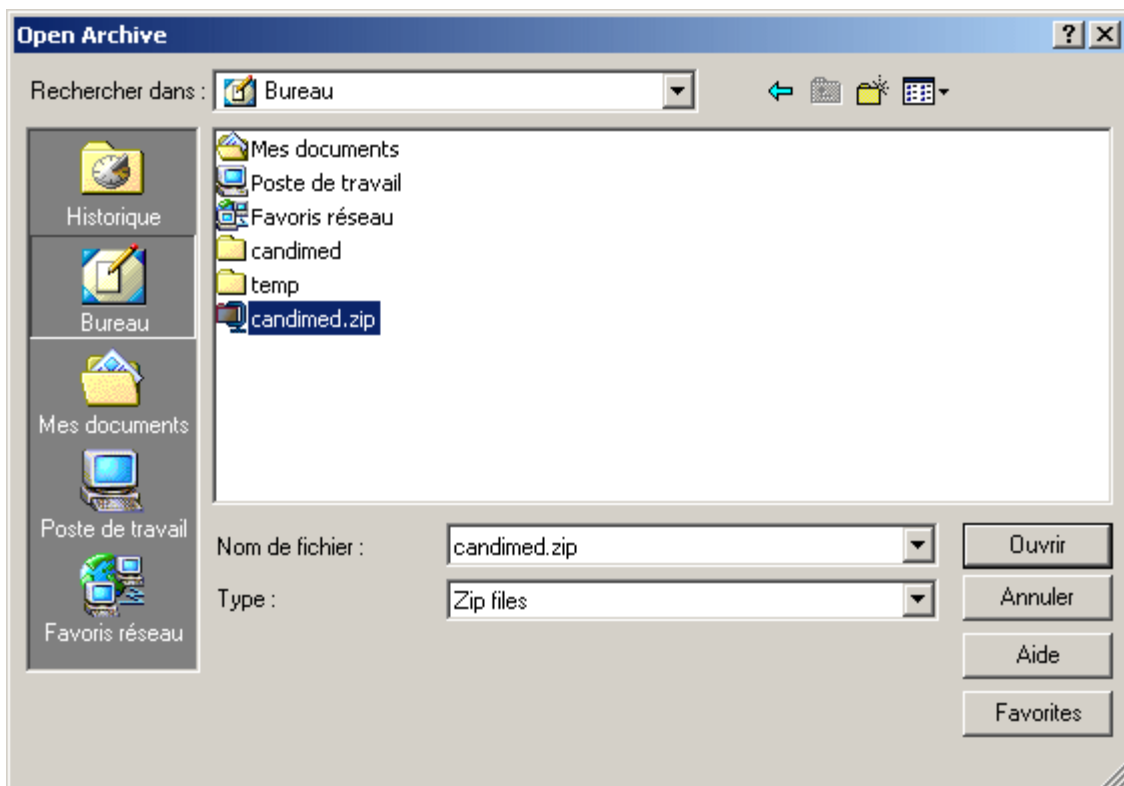 Open Archive
Rechercher dans : Bureau
Historique
Bureau
Mes documents
Poste de travail
Favoris réseau
Mes documents
Poste de travail
Favoris réseau
candimed
temp
candimed.zip
Nom de fichier : candimed.zip
Ouvrir
Type : Zip files
Annuler
Aide
Favorites